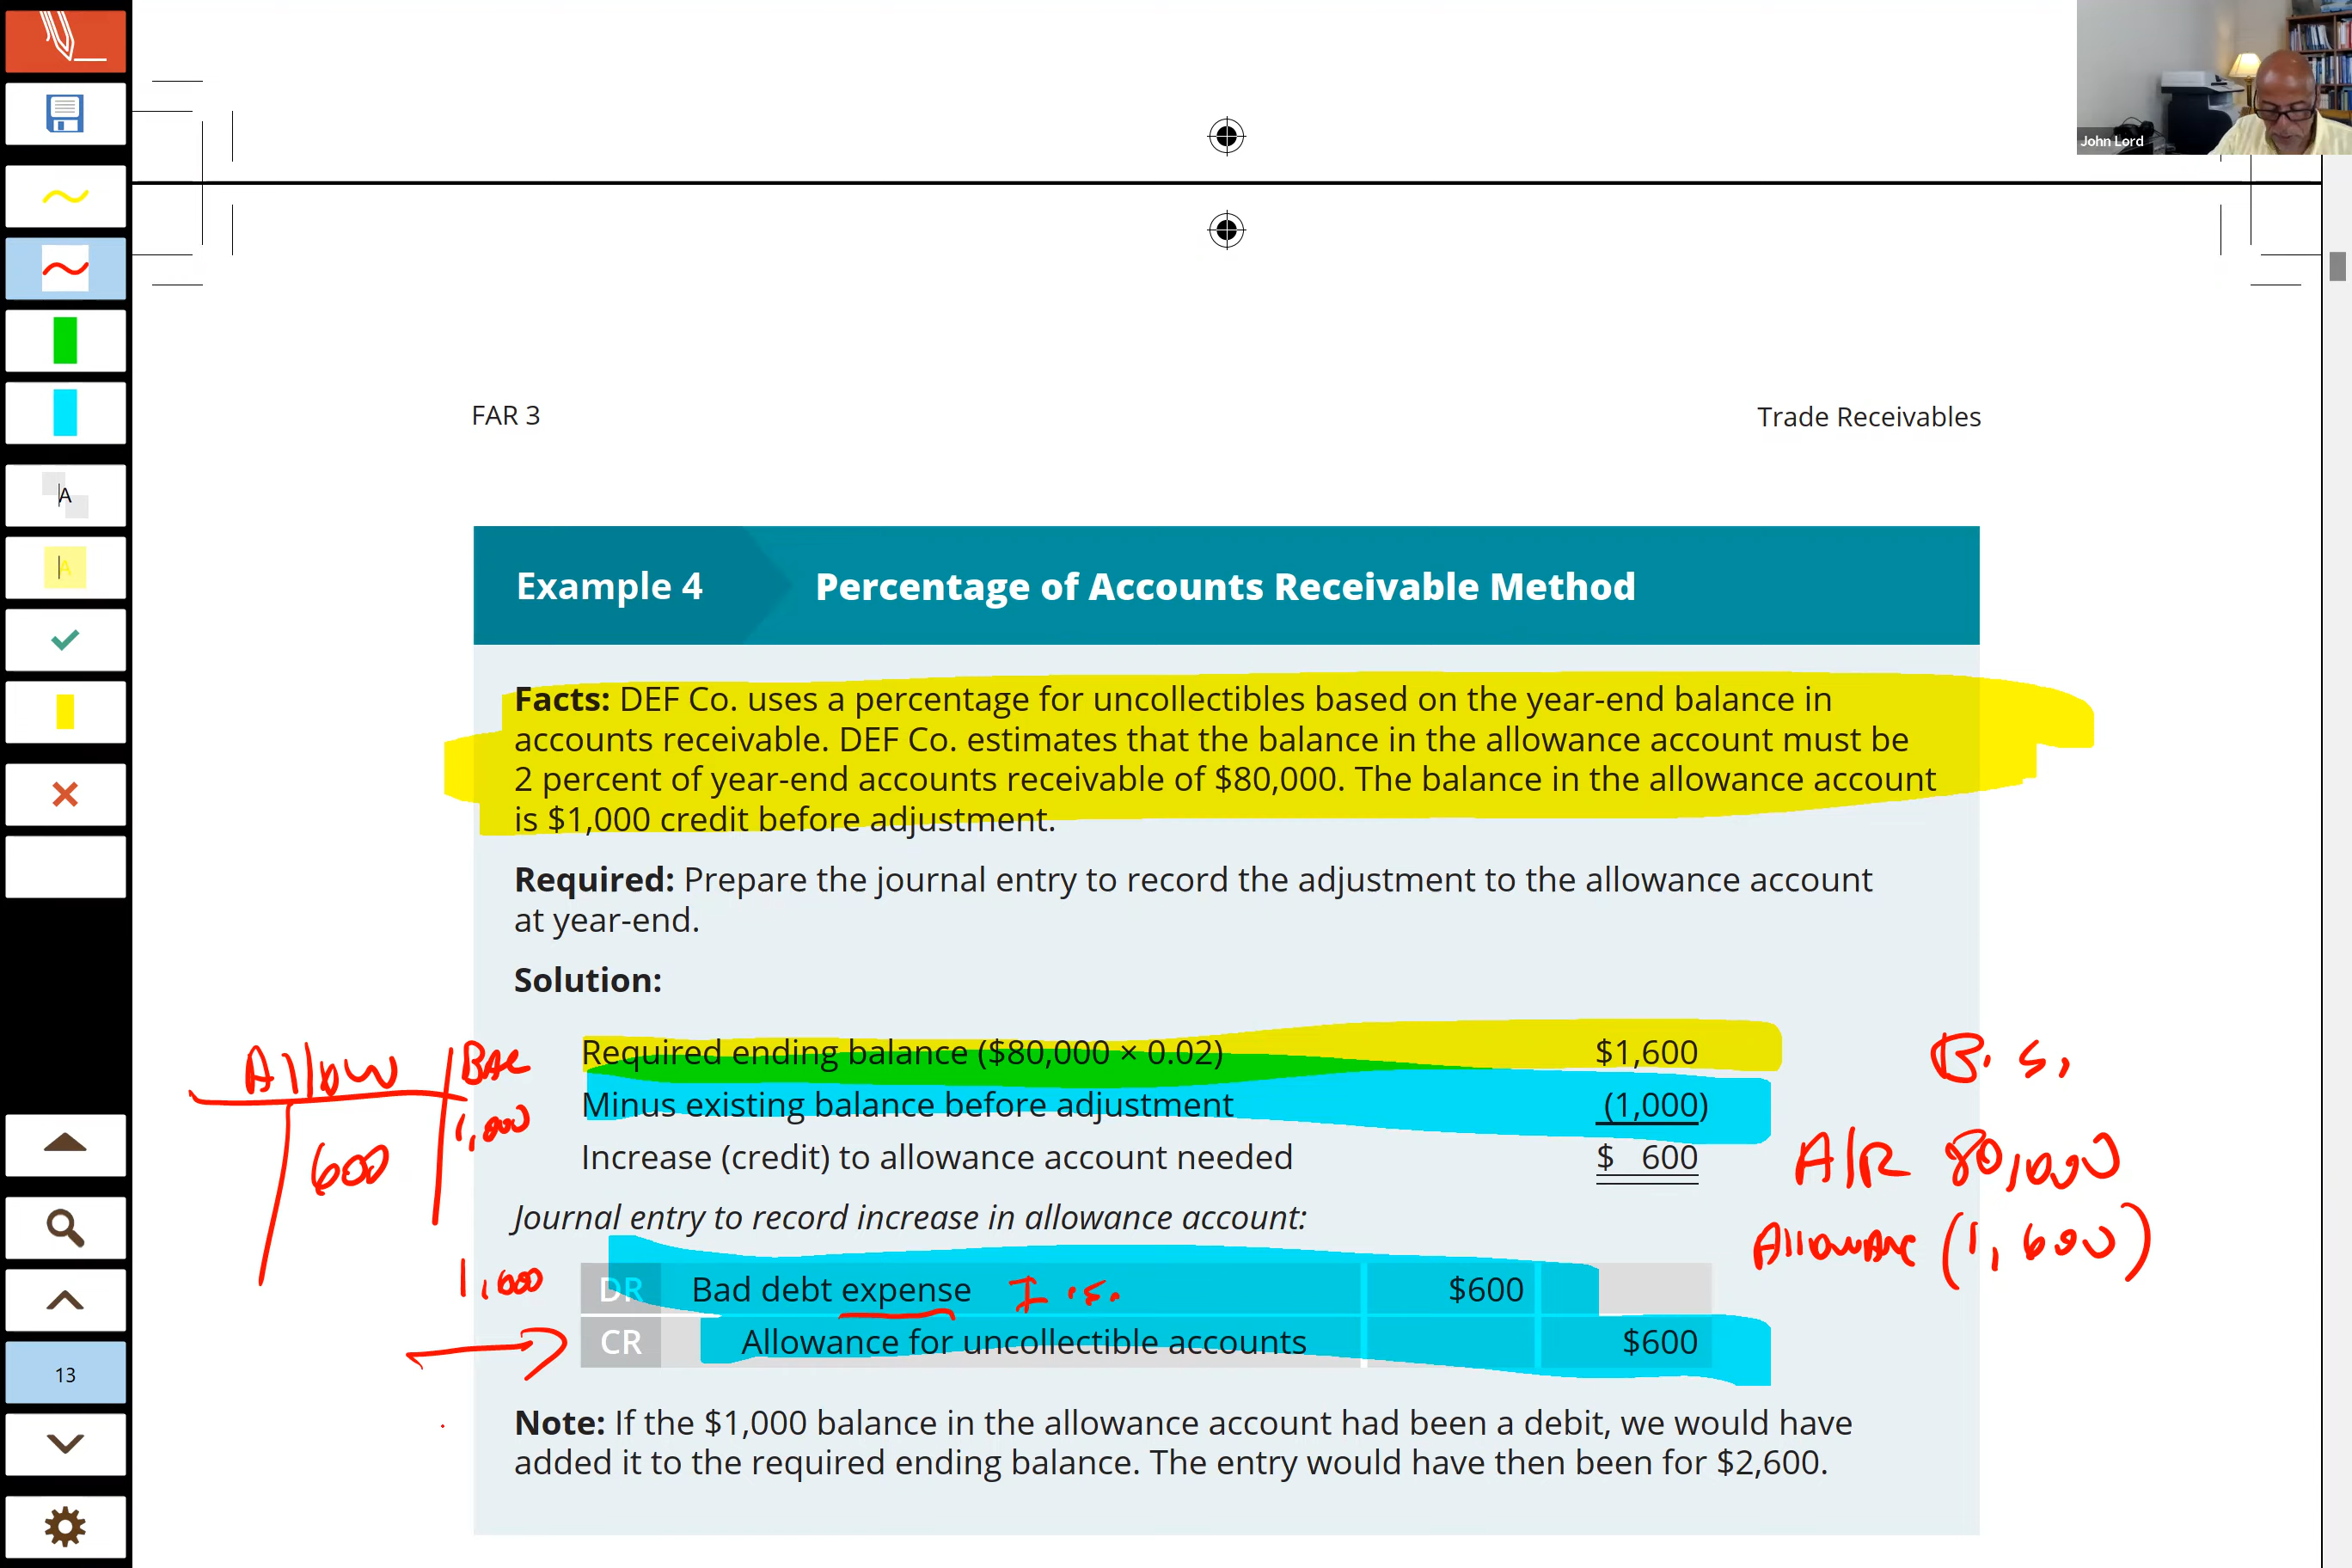 John Lord
FAR 3
Trade Receivables
Example 4 Percentage of Accounts Receivable Method
Facts: DEF Co. uses a percentage for uncollectibles based on the year-end balance in
accounts receivable. DEF Co. estimates that the balance in the allowance account must be
2 percent of year-end accounts receivable of $80,000. The balance in the allowance account
is $1,000 credit before adjustment.
Required: Prepare the journal entry to record the adjustment to the allowance account
at year-end.
Solution:
Required ending balance ($80,000 × 0.02) $1,600
Minus existing balance before adjustment (1,000)
Increase (credit) to allowance account needed $ 600
Journal entry to record increase in allowance account:
DR Bad debt expense I.S. $600
CR Allowance for uncollectible accounts $600
Note: If the $1,000 balance in the allowance account had been a debit, we would have
added it to the required ending balance. The entry would have then been for $2,600.
Allow BAL
1,000
600
1,600
B.S.
A/R 80,000
Allowance (1,600)
A
A
13